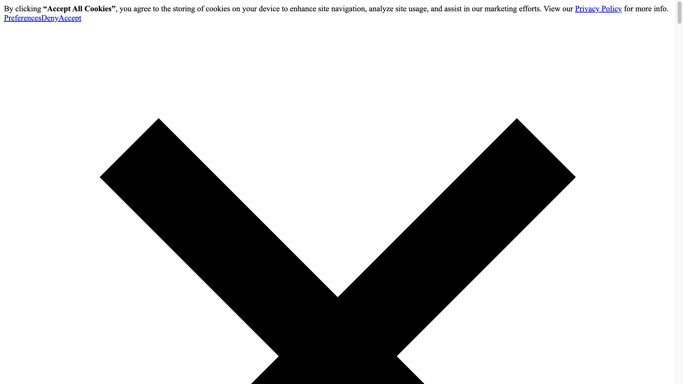 By clicking “Accept All Cookies”, you agree to the storing of cookies on your device to enhance site navigation, analyze site usage, and assist in our marketing efforts. View our Privacy Policy for more info.
PreferencesDenyAccept